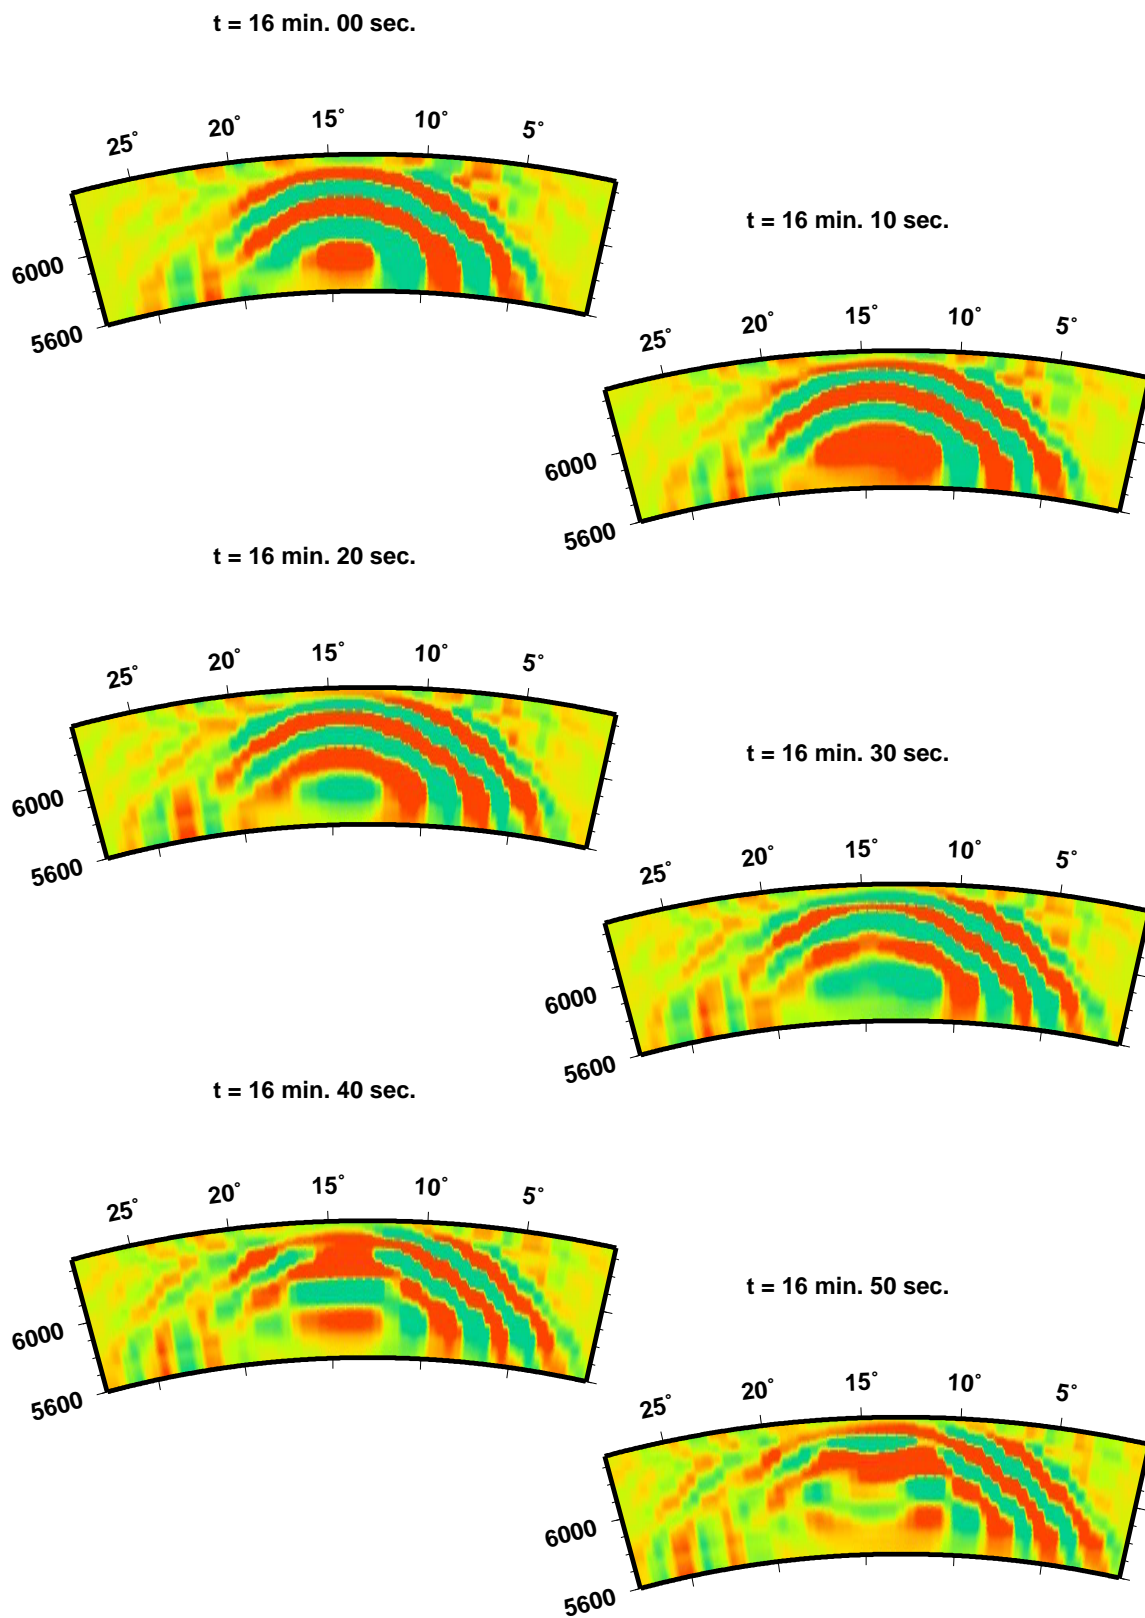 t = 16 min. 00 sec.
25° 20° 15° 10° 5°
6000
5600
t = 16 min. 10 sec.
25° 20° 15° 10° 5°
6000
5600
t = 16 min. 20 sec.
25° 20° 15° 10° 5°
6000
5600
t = 16 min. 30 sec.
25° 20° 15° 10° 5°
6000
5600
t = 16 min. 40 sec.
25° 20° 15° 10° 5°
6000
5600
t = 16 min. 50 sec.
25° 20° 15° 10° 5°
6000
5600